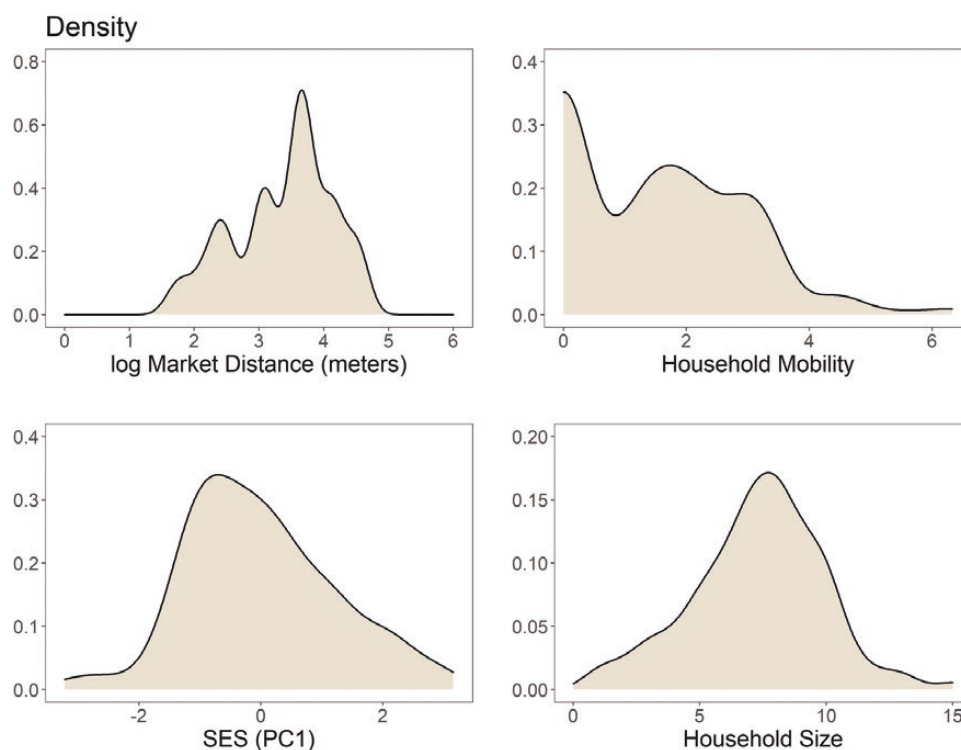 Density
0.8
0.6
0.4
0.2
0.0
0 1 2 3 4 5 6
log Market Distance (meters)
0.4
0.3
0.2
0.1
0.0
0 2 4 6
Household Mobility
0.4
0.3
0.2
0.1
0.0
-2 0 2
SES (PC1)
0.20
0.15
0.10
0.05
0.00
0 5 10 15
Household Size